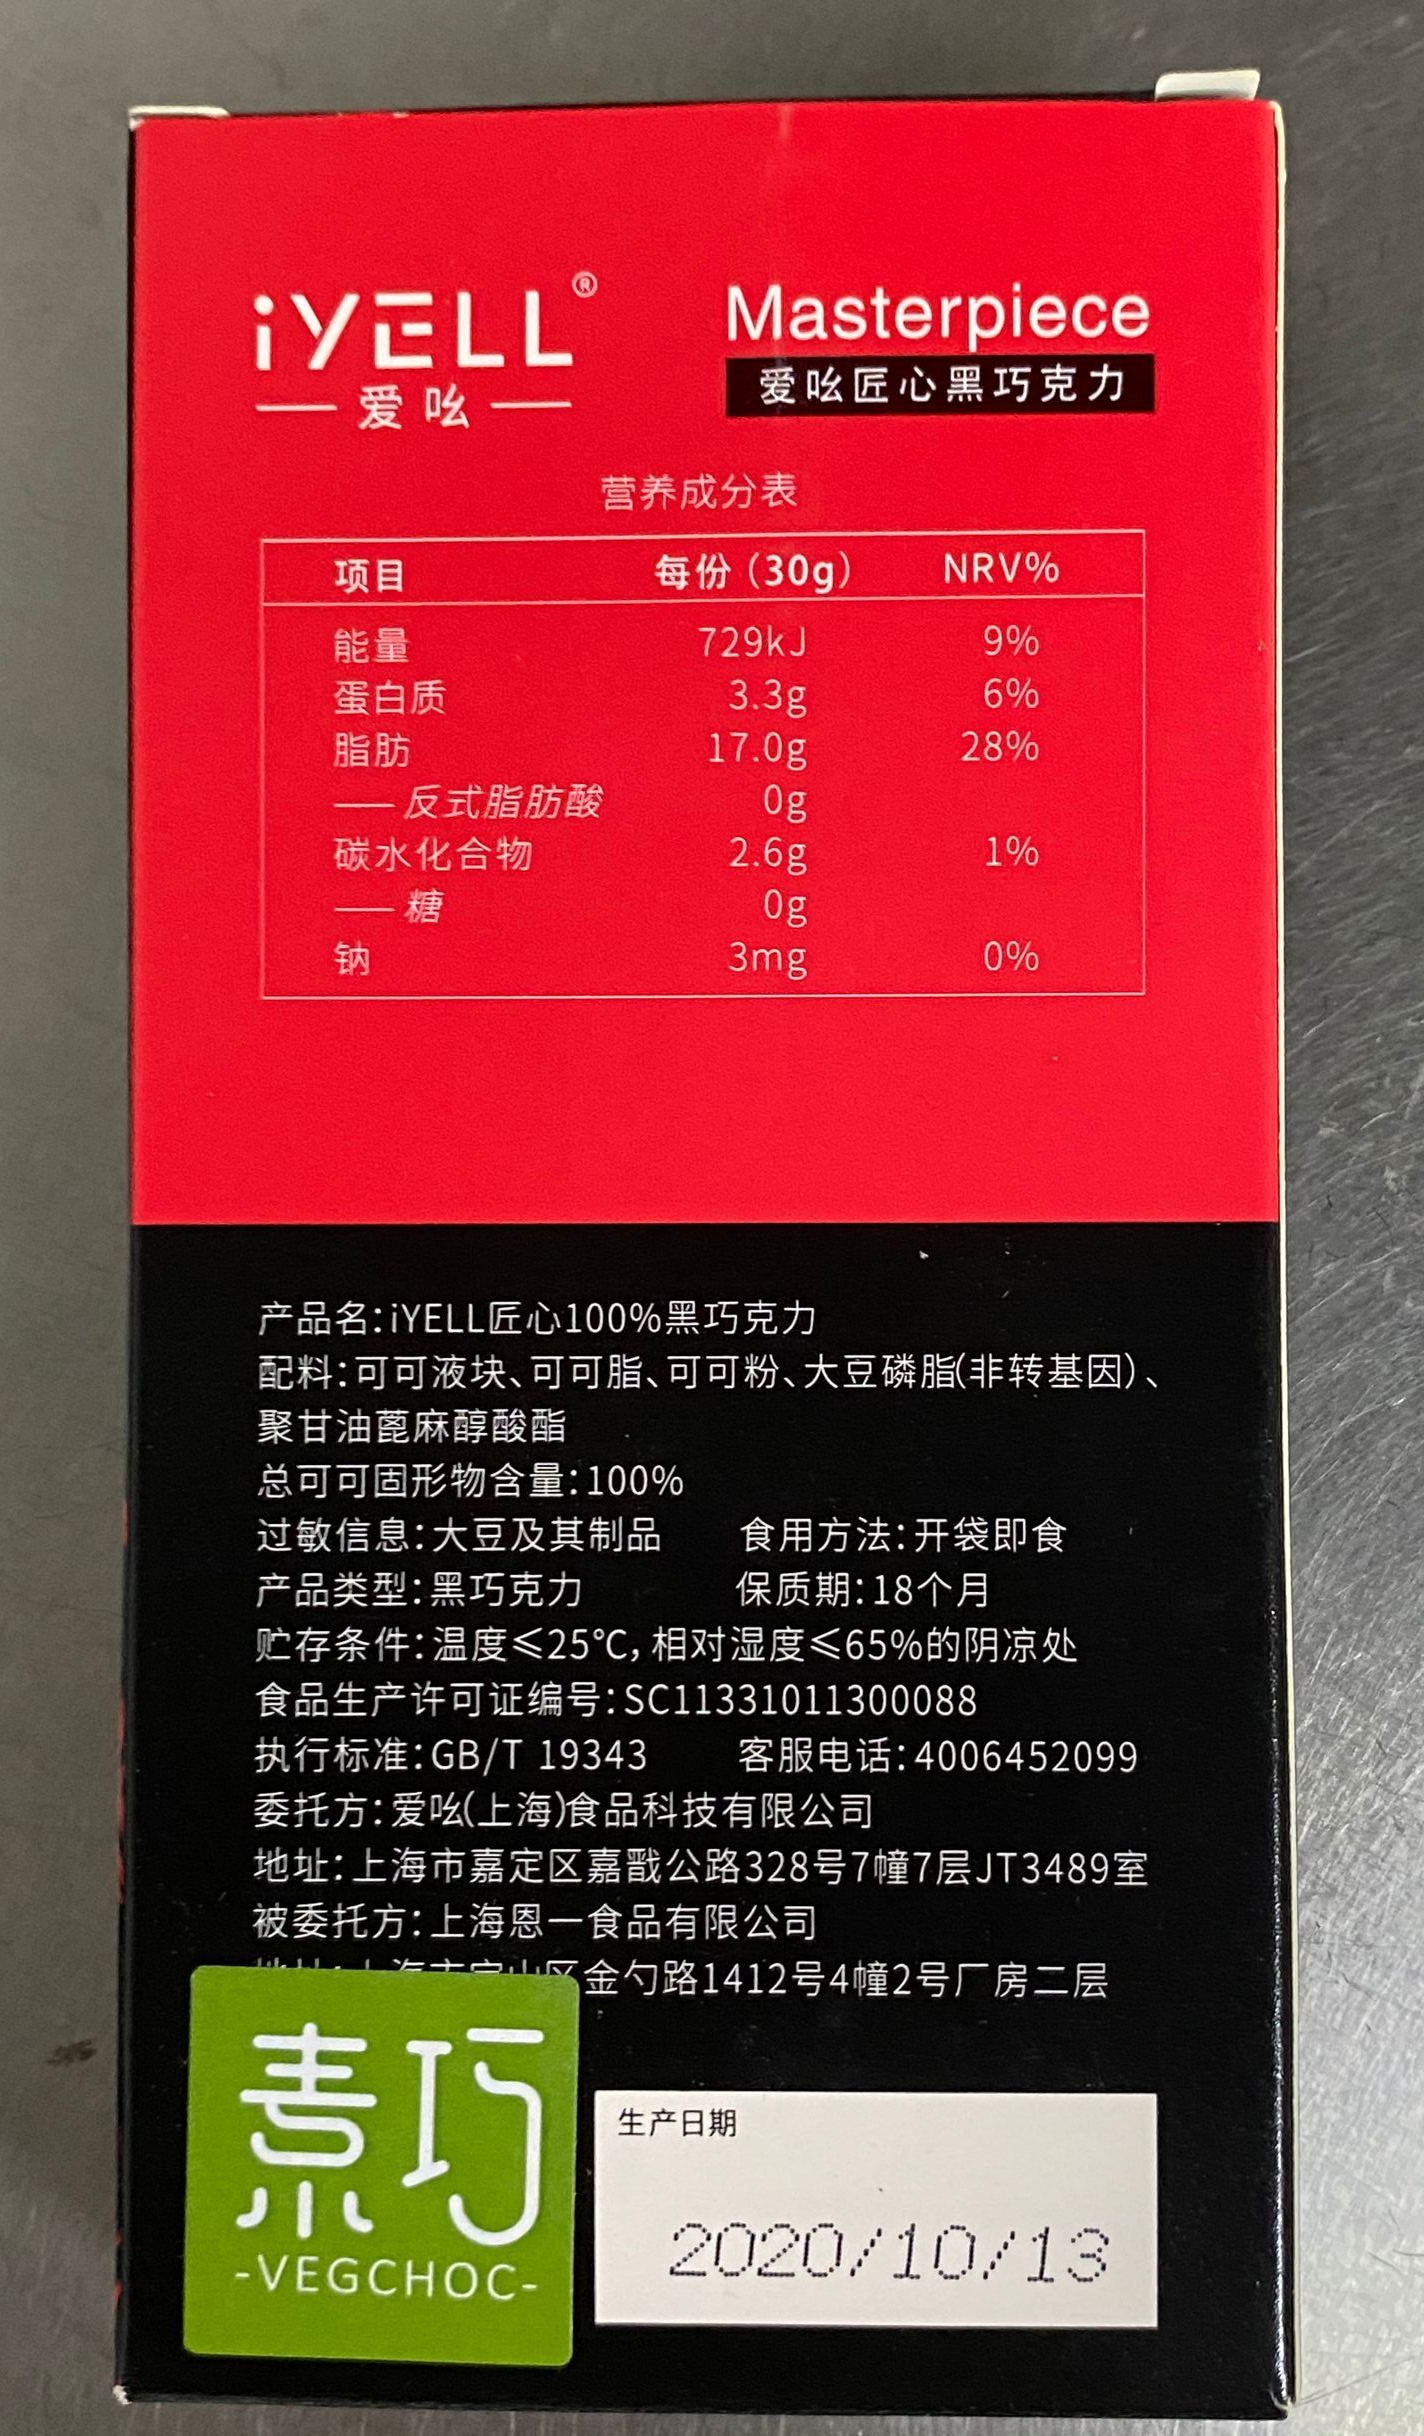 iYELL®
爱吆
Masterpiece
爱吆匠心黑巧克力
营养成分表
项目 每份（30g） NRV%
能量 729kJ 9%
蛋白质 3.3g 6%
脂肪 17.0g 28%
——反式脂肪酸 0g
碳水化合物 2.6g 1%
——糖 0g
钠 3mg 0%
产品名：iYELL匠心100%黑巧克力
配料：可可液块、可可脂、可可粉、大豆磷脂(非转基因)、
聚甘油蓖麻醇酸酯
总可可固形物含量：100%
过敏信息：大豆及其制品 食用方法：开袋即食
产品类型：黑巧克力 保质期：18个月
贮存条件：温度≤25℃，相对湿度≤65%的阴凉处
食品生产许可证编号：SC11331011300088
执行标准：GB/T 19343 客服电话：4006452099
委托方：爱吆(上海)食品科技有限公司
地址：上海市嘉定区嘉戬公路328号7幢7层JT3489室
被委托方：上海恩一食品有限公司
地址：上海市宝山区金勺路1412号4幢2号厂房二层
素巧
-VEGCHOC-
生产日期
2020/10/13